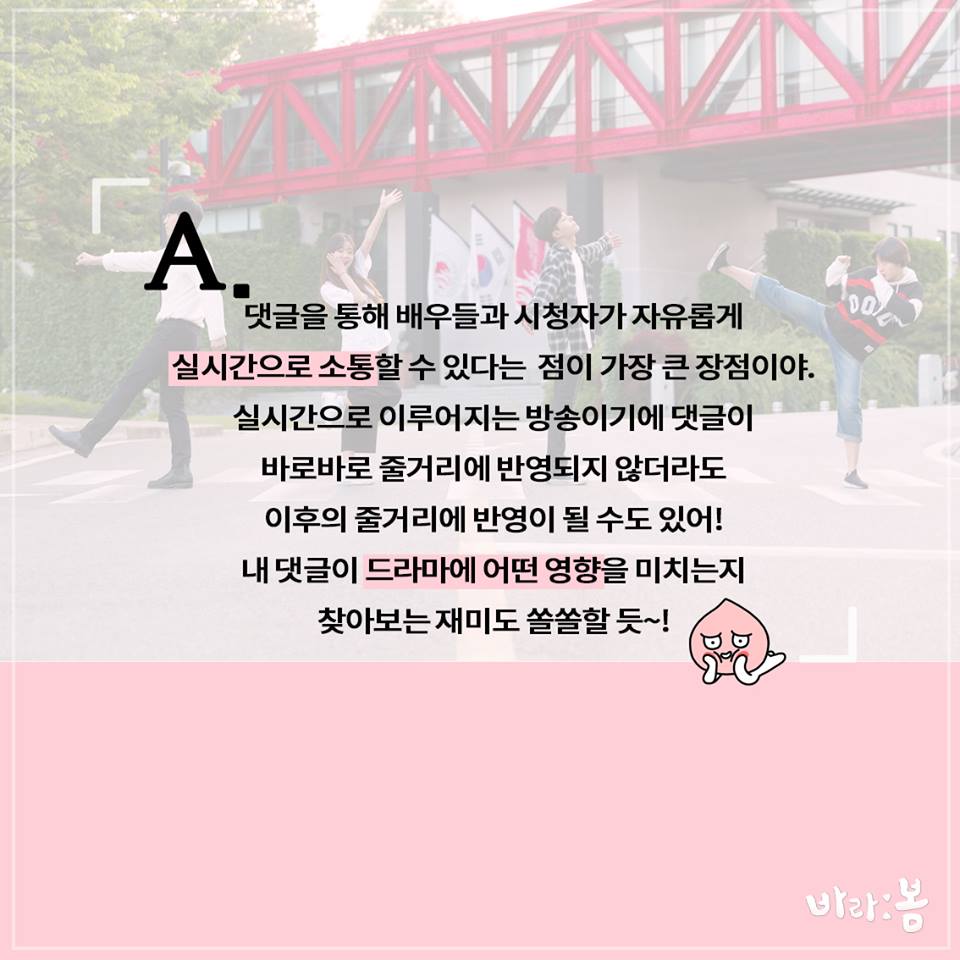 A.
댓글을 통해 배우들과 시청자가 자유롭게
실시간으로 소통할 수 있다는 점이 가장 큰 장점이야.
실시간으로 이루어지는 방송이기에 댓글이
바로바로 줄거리에 반영되지 않더라도
이후의 줄거리에 반영이 될 수도 있어!
내 댓글이 드라마에 어떤 영향을 미치는지
찾아보는 재미도 쏠쏠할 듯~!
바라:봄